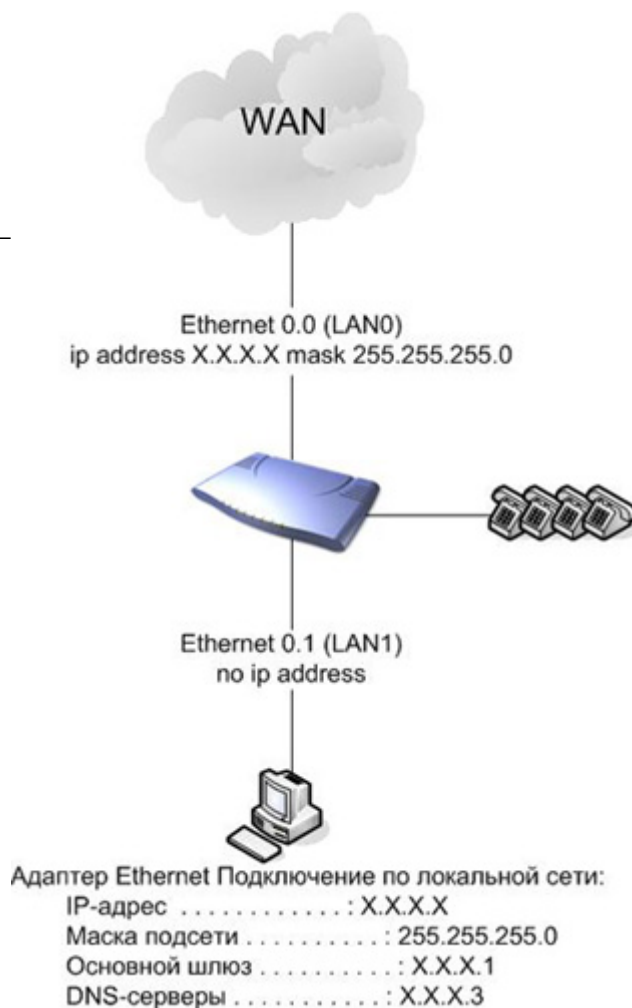 WAN
Ethernet 0.0 (LAN0)
ip address X.X.X.X mask 255.255.255.0
Ethernet 0.1 (LAN1)
no ip address
Адаптер Ethernet Подключение по локальной сети:
IP-адрес . . . . . . . . . . . . . : X.X.X.X
Маска подсети . . . . . . . . . . : 255.255.255.0
Основной шлюз . . . . . . . . . . : X.X.X.1
DNS-серверы . . . . . . . . . . . : X.X.X.3